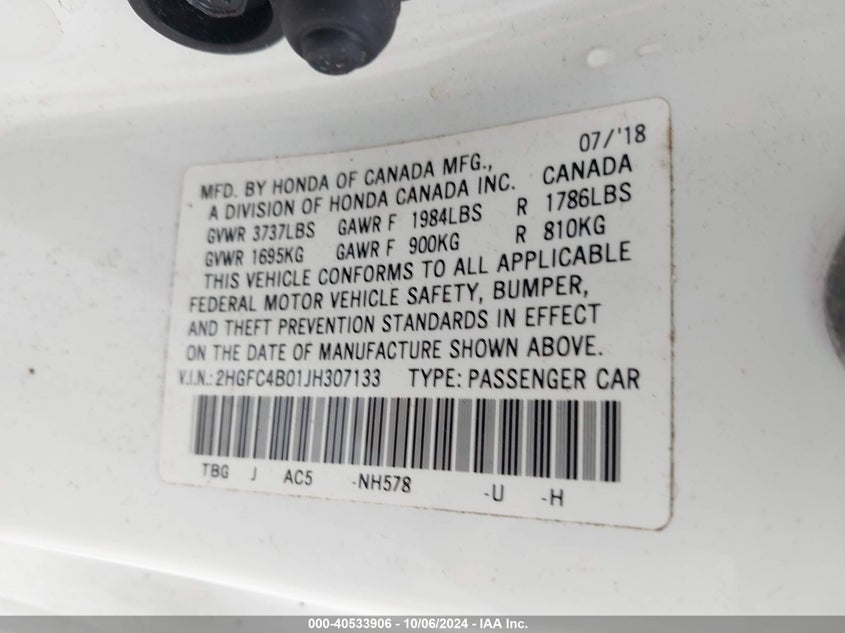 07/'18
MFD. BY HONDA OF CANADA MFG.,
A DIVISION OF HONDA CANADA INC. CANADA
GVWR 3737LBS GAWR F 1984LBS R 1786LBS
GVWR 1695KG GAWR F 900KG R 810KG
THIS VEHICLE CONFORMS TO ALL APPLICABLE
FEDERAL MOTOR VEHICLE SAFETY, BUMPER,
AND THEFT PREVENTION STANDARDS IN EFFECT
ON THE DATE OF MANUFACTURE SHOWN ABOVE.
V.I.N.: 2HGFC4B01JH307133 TYPE: PASSENGER CAR
TBG J AC5 -NH578 -U -H
000-40533906 - 10/06/2024 - IAA Inc.